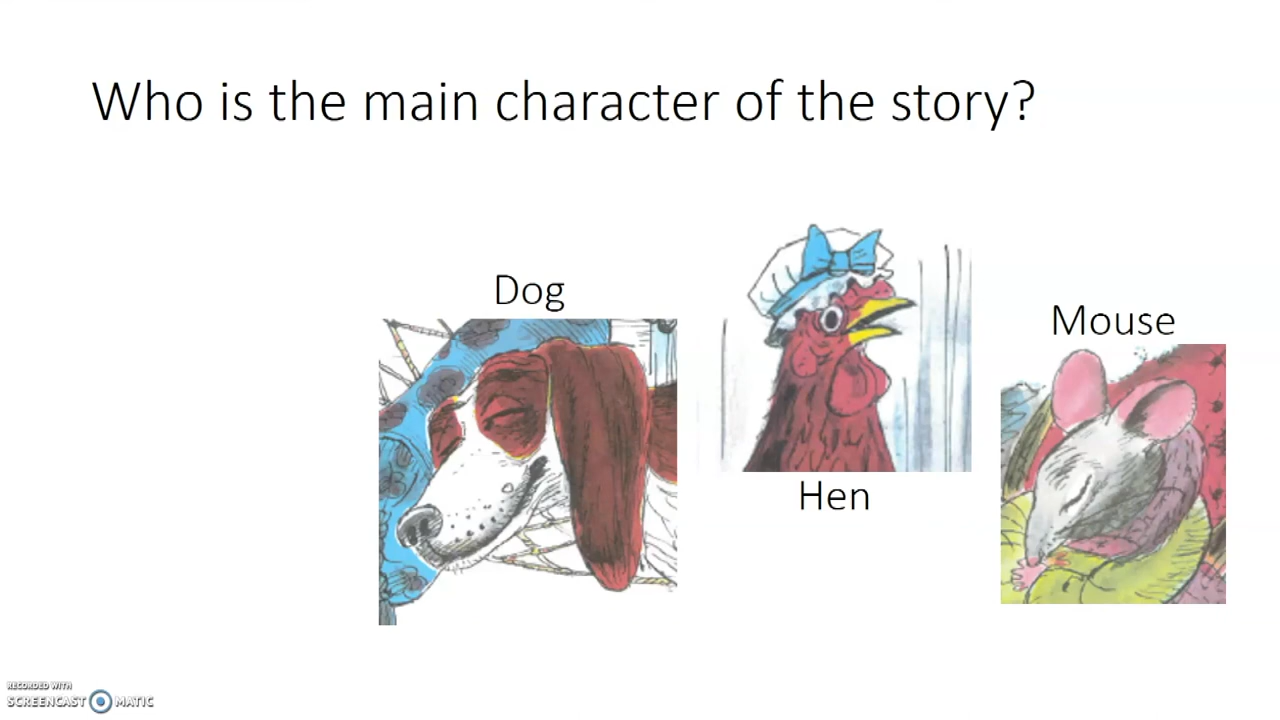 Who is the main character of the story?
Dog
Hen
Mouse
RECORDED WITH
SCREENCAST MATIC